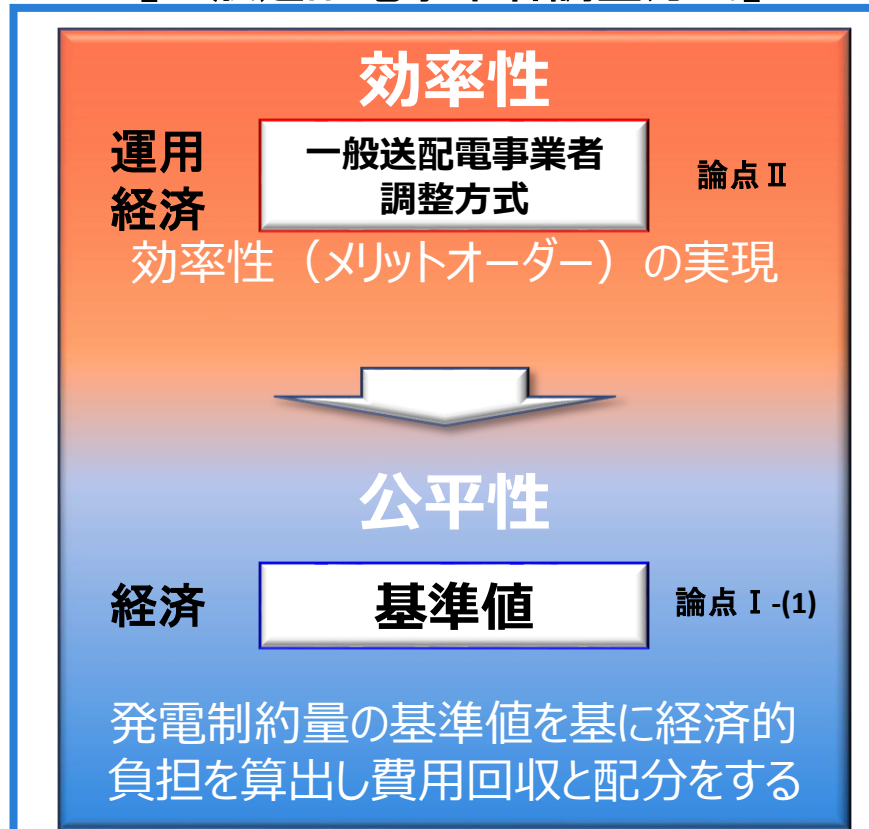 効率性
運用
経済
一般送配電事業者
調整方式
論点Ⅱ
効率性（メリットオーダー）の実現
公平性
経済
基準値
論点Ⅰ-(1)
発電制約量の基準値を基に経済的
負担を算出し費用回収と配分をする